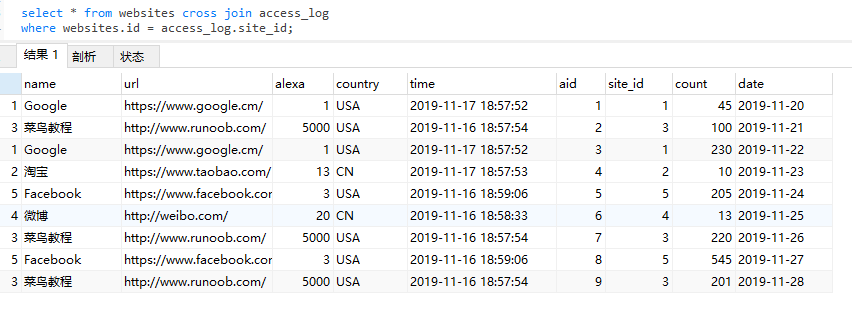 select * from websites cross join access_log
where websites.id = access_log.site_id;
结果 1 剖析 状态
name url alexa country time aid site_id count date
1 Google https://www.google.cm/ 1 USA 2019-11-17 18:57:52 1 1 45 2019-11-20
3 菜鸟教程 http://www.runoob.com/ 5000 USA 2019-11-16 18:57:54 2 3 100 2019-11-21
1 Google https://www.google.cm/ 1 USA 2019-11-17 18:57:52 3 1 230 2019-11-22
2 淘宝 https://www.taobao.com/ 13 CN 2019-11-17 18:57:53 4 2 10 2019-11-23
5 Facebook https://www.facebook.cor 3 USA 2019-11-16 18:59:06 5 5 205 2019-11-24
4 微博 http://weibo.com/ 20 CN 2019-11-16 18:58:33 6 4 13 2019-11-25
3 菜鸟教程 http://www.runoob.com/ 5000 USA 2019-11-16 18:57:54 7 3 220 2019-11-26
5 Facebook https://www.facebook.cor 3 USA 2019-11-16 18:59:06 8 5 545 2019-11-27
3 菜鸟教程 http://www.runoob.com/ 5000 USA 2019-11-16 18:57:54 9 3 201 2019-11-28